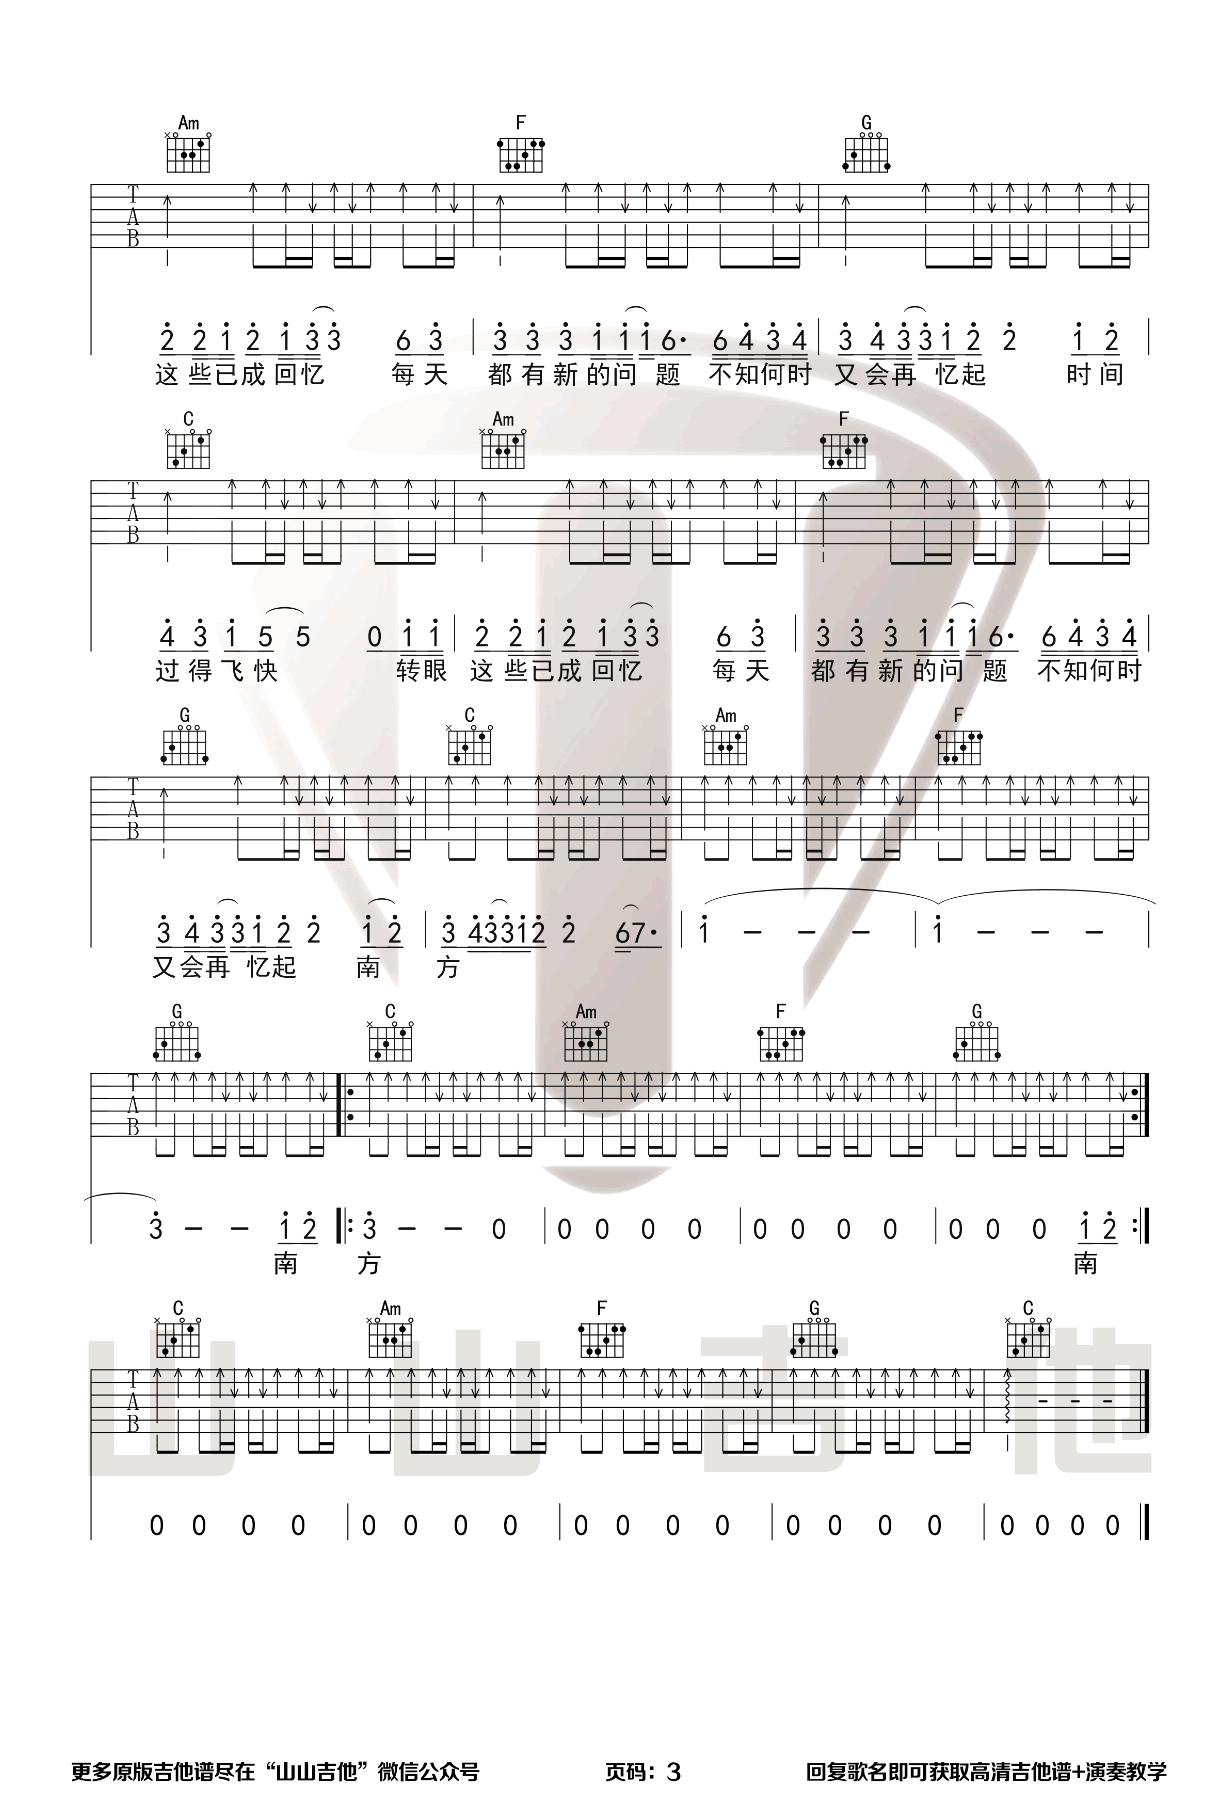 Am F G
T
A
B
2 2 1 2 1 3 3 6 3 3 3 3 1 1 1 6· 6 4 3 4 3 4 3 3 1 2 2 1 2
这些已成回忆 每天 都有新的问题 不知何时 又会再忆起 时间
C Am F
T
A
B
4 3 1 5 5 0 1 1 2 2 1 2 1 3 3 6 3 3 3 3 1 1 1 6· 6 4 3 4
过得飞快 转眼 这些已成回忆 每天 都有新的问题 不知何时
G C Am F
T
A
B
3 4 3 3 1 2 2 1 2 3 4 3 3 1 2 2 6 7· 1 - - - 1 - - -
又会再忆起 南 方
G C Am F G
T
A
B
3 - - 1 2 3 - - 0 0 0 0 0 0 0 0 0 0 0 0 1 2
南 方 南
C Am F G C
T
A
B
0 0 0 0 0 0 0 0 0 0 0 0 0 0 0 0 0 0 0 0
山山吉他
更多原版吉他谱尽在“山山吉他”微信公众号 页码：3 回复歌名即可获取高清吉他谱+演奏教学